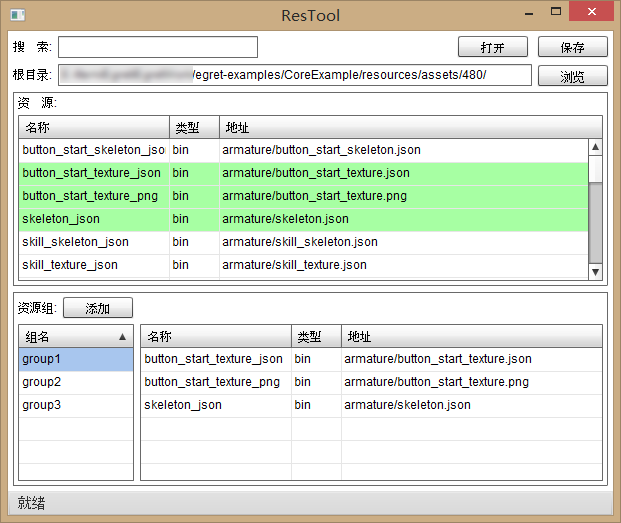 ResTool
搜 索: 打开 保存
根目录: /egret-examples/CoreExample/resources/assets/480/ 浏览
资 源:
名称 类型 地址
button_start_skeleton_jso bin armature/button_start_skeleton.json
button_start_texture_json bin armature/button_start_texture.json
button_start_texture_png bin armature/button_start_texture.png
skeleton_json bin armature/skeleton.json
skill_skeleton_json bin armature/skill_skeleton.json
skill_texture_json bin armature/skill_texture.json
资源组: 添加
组名 名称 类型 地址
group1 button_start_texture_json bin armature/button_start_texture.json
group2 button_start_texture_png bin armature/button_start_texture.png
group3 skeleton_json bin armature/skeleton.json
就绪